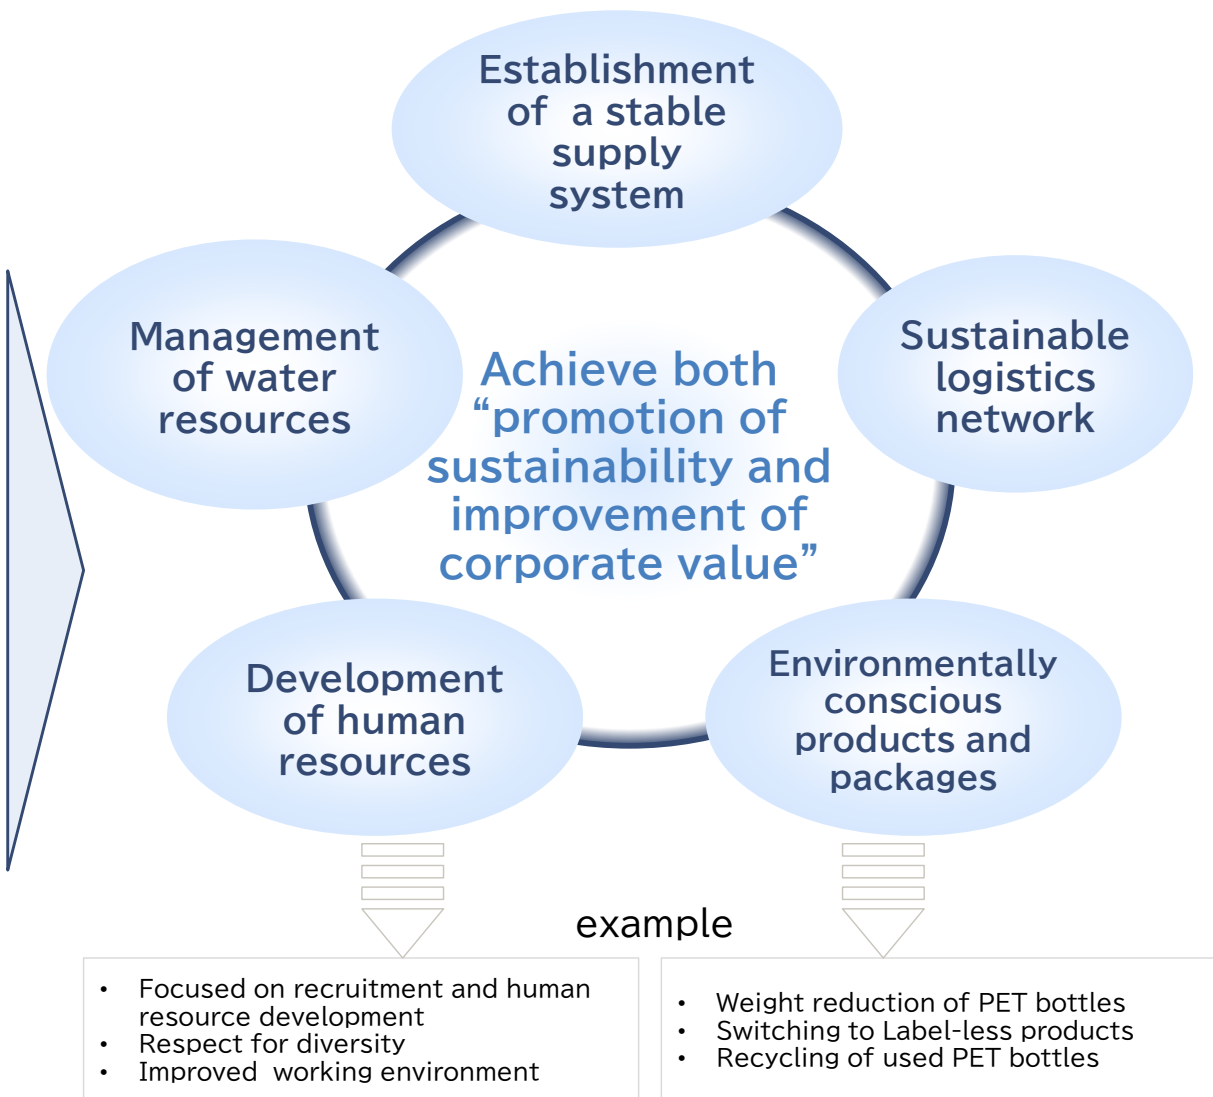 Establishment
of a stable
supply
system
Management
of water
resources
Sustainable
logistics
network
Achieve both
“promotion of
sustainability and
improvement of
corporate value”
Development
of human
resources
Environmentally
conscious
products and
packages
example
• Focused on recruitment and human
resource development
• Respect for diversity
• Improved working environment
• Weight reduction of PET bottles
• Switching to Label-less products
• Recycling of used PET bottles